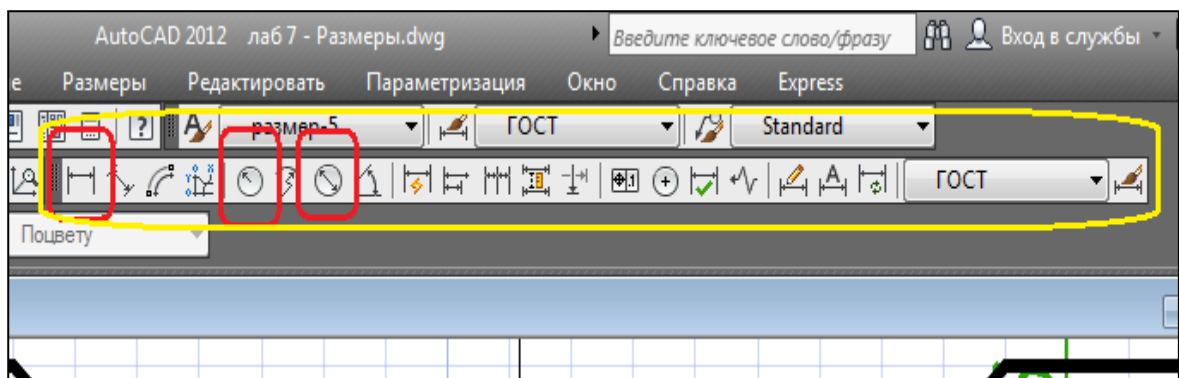 AutoCAD 2012 лаб 7 - Размеры.dwg Введите ключевое слово/фразу Вход в службы
е Размеры Редактировать Параметризация Окно Справка Express
размер-5 ГОСТ Standard
ГОСТ
Поцвету